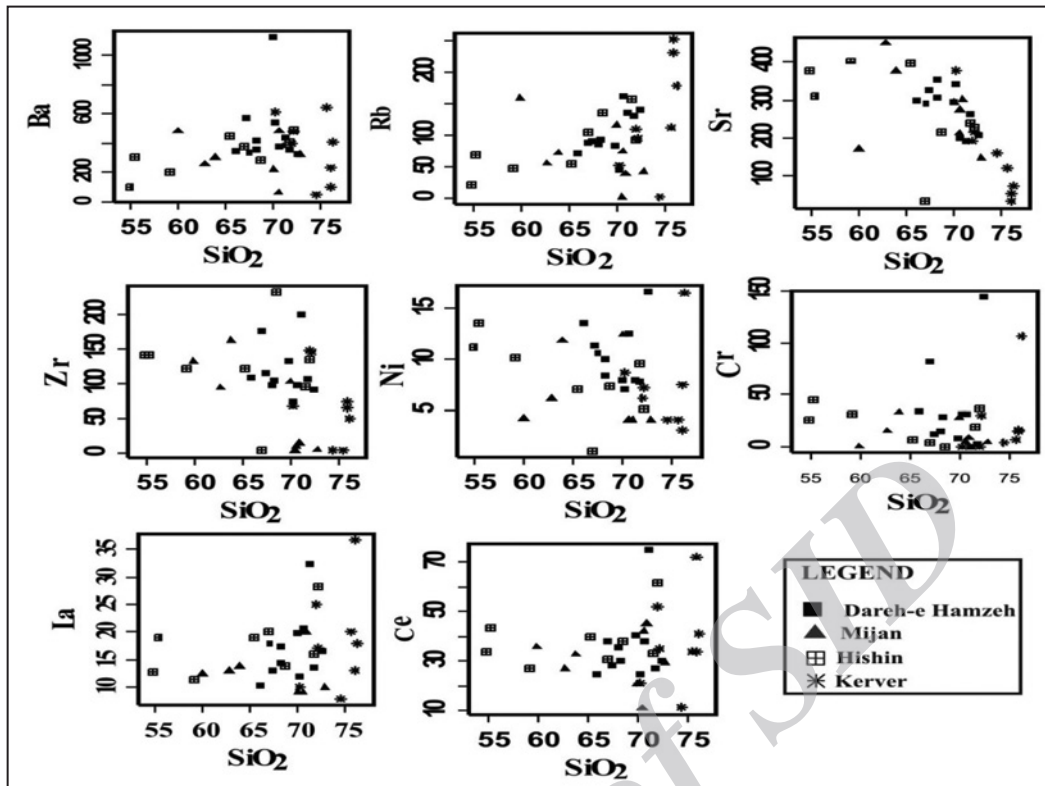 Ba
200
400
600
1000
55 60 65 70 75
SiO2
Rb
0 50 100
200
55 60 65 70 75
SiO2
Sr
100 200 300 400
55 60 65 70 75
SiO2
Zr
0 50 100 150 200
55 60 65 70 75
SiO2
Ni
5 10 15
55 60 65 70 75
SiO2
Cr
0 50 100 150
55 60 65 70 75
SiO2
La
10 15 20 25 30 35
55 60 65 70 75
SiO2
Ce
10 30 50 70
55 60 65 70 75
SiO2
LEGEND
Dareh-e Hamzeh
Mijan
Hishin
Kerver
of SID